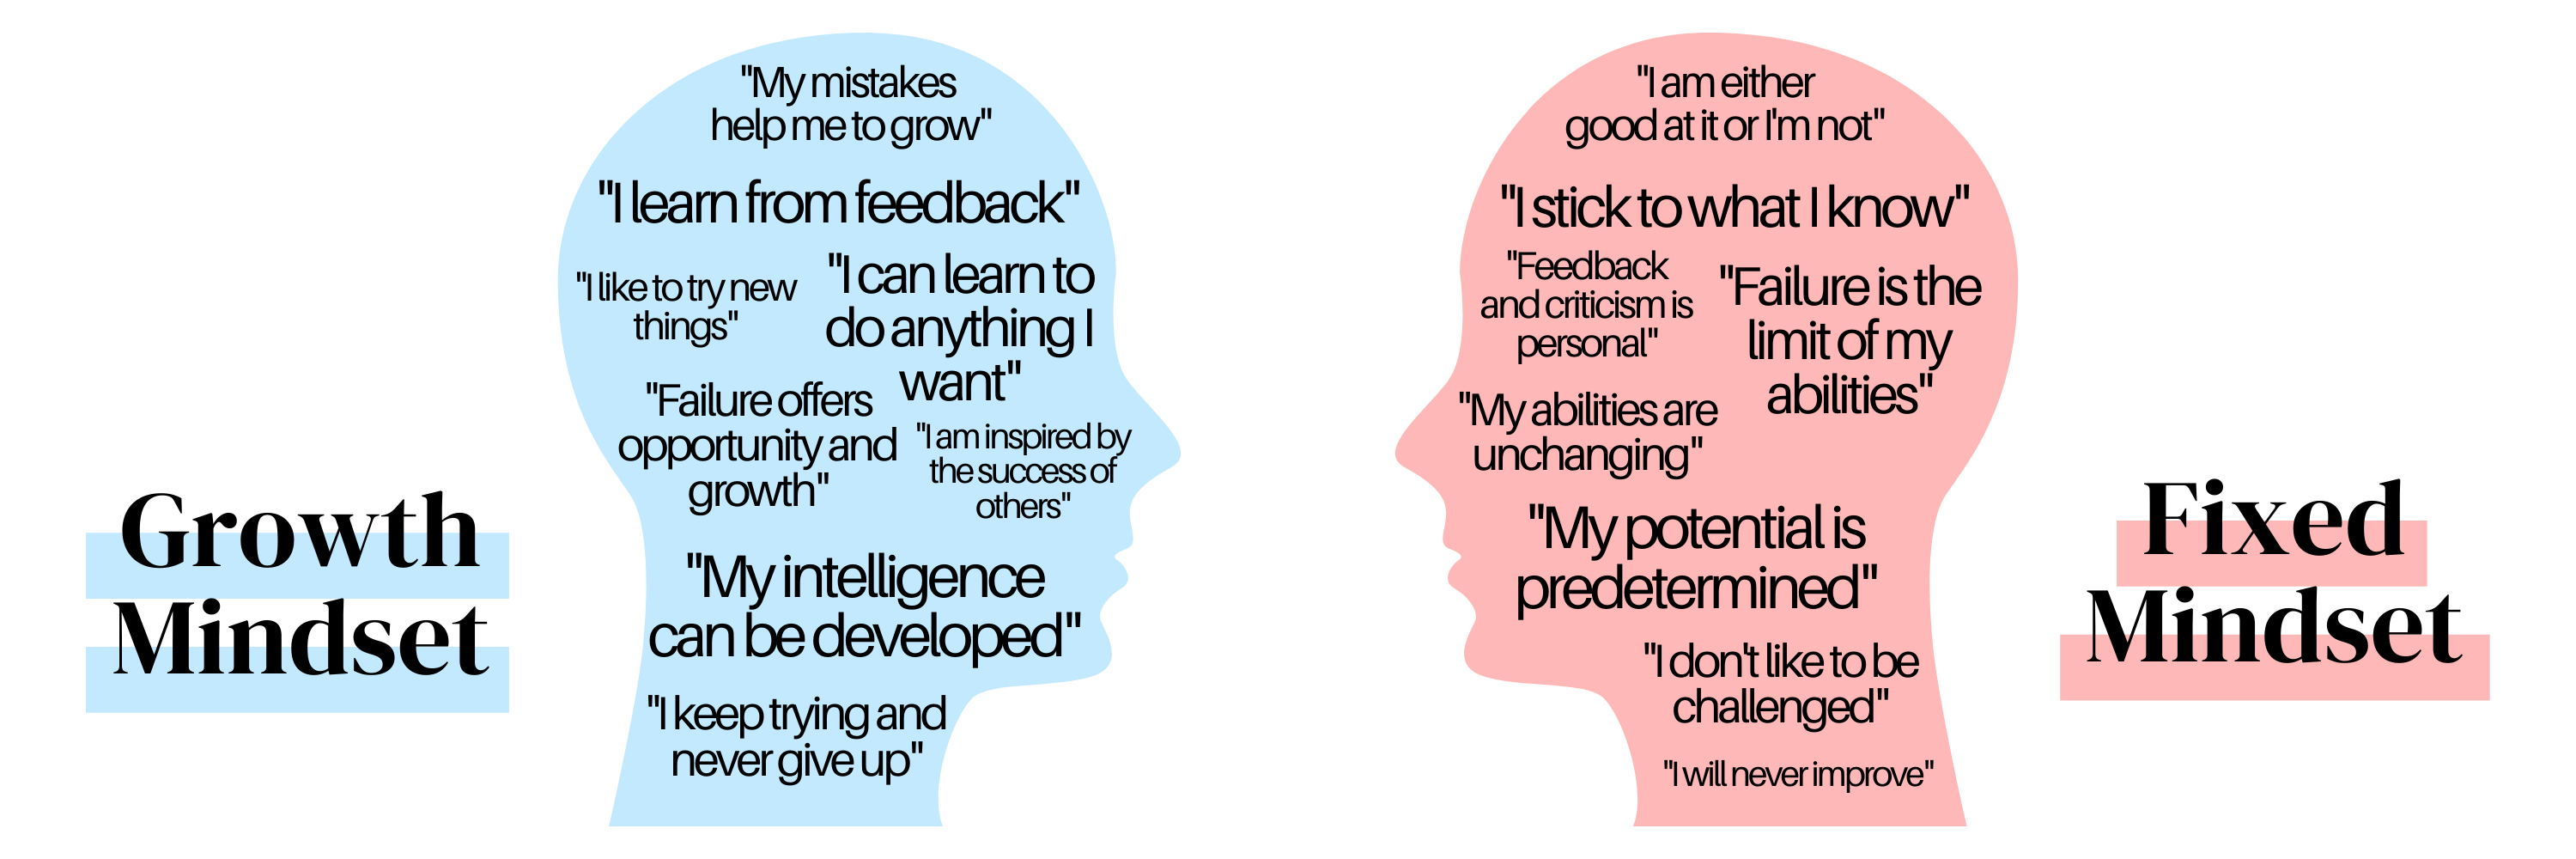 "My mistakes
help me to grow"
"I learn from feedback"
"I like to try new
things"
"I can learn to
do anything I
want"
"Failure offers
opportunity and
growth"
"I am inspired by
the success of
others"
"My intelligence
can be developed"
"I keep trying and
never give up"
Growth
Mindset
"I am either
good at it or I'm not"
"I stick to what I know"
"Feedback
and criticism is
personal"
"Failure is the
limit of my
abilities"
"My abilities are
unchanging"
"My potential is
predetermined"
"I don't like to be
challenged"
"I will never improve"
Fixed
Mindset